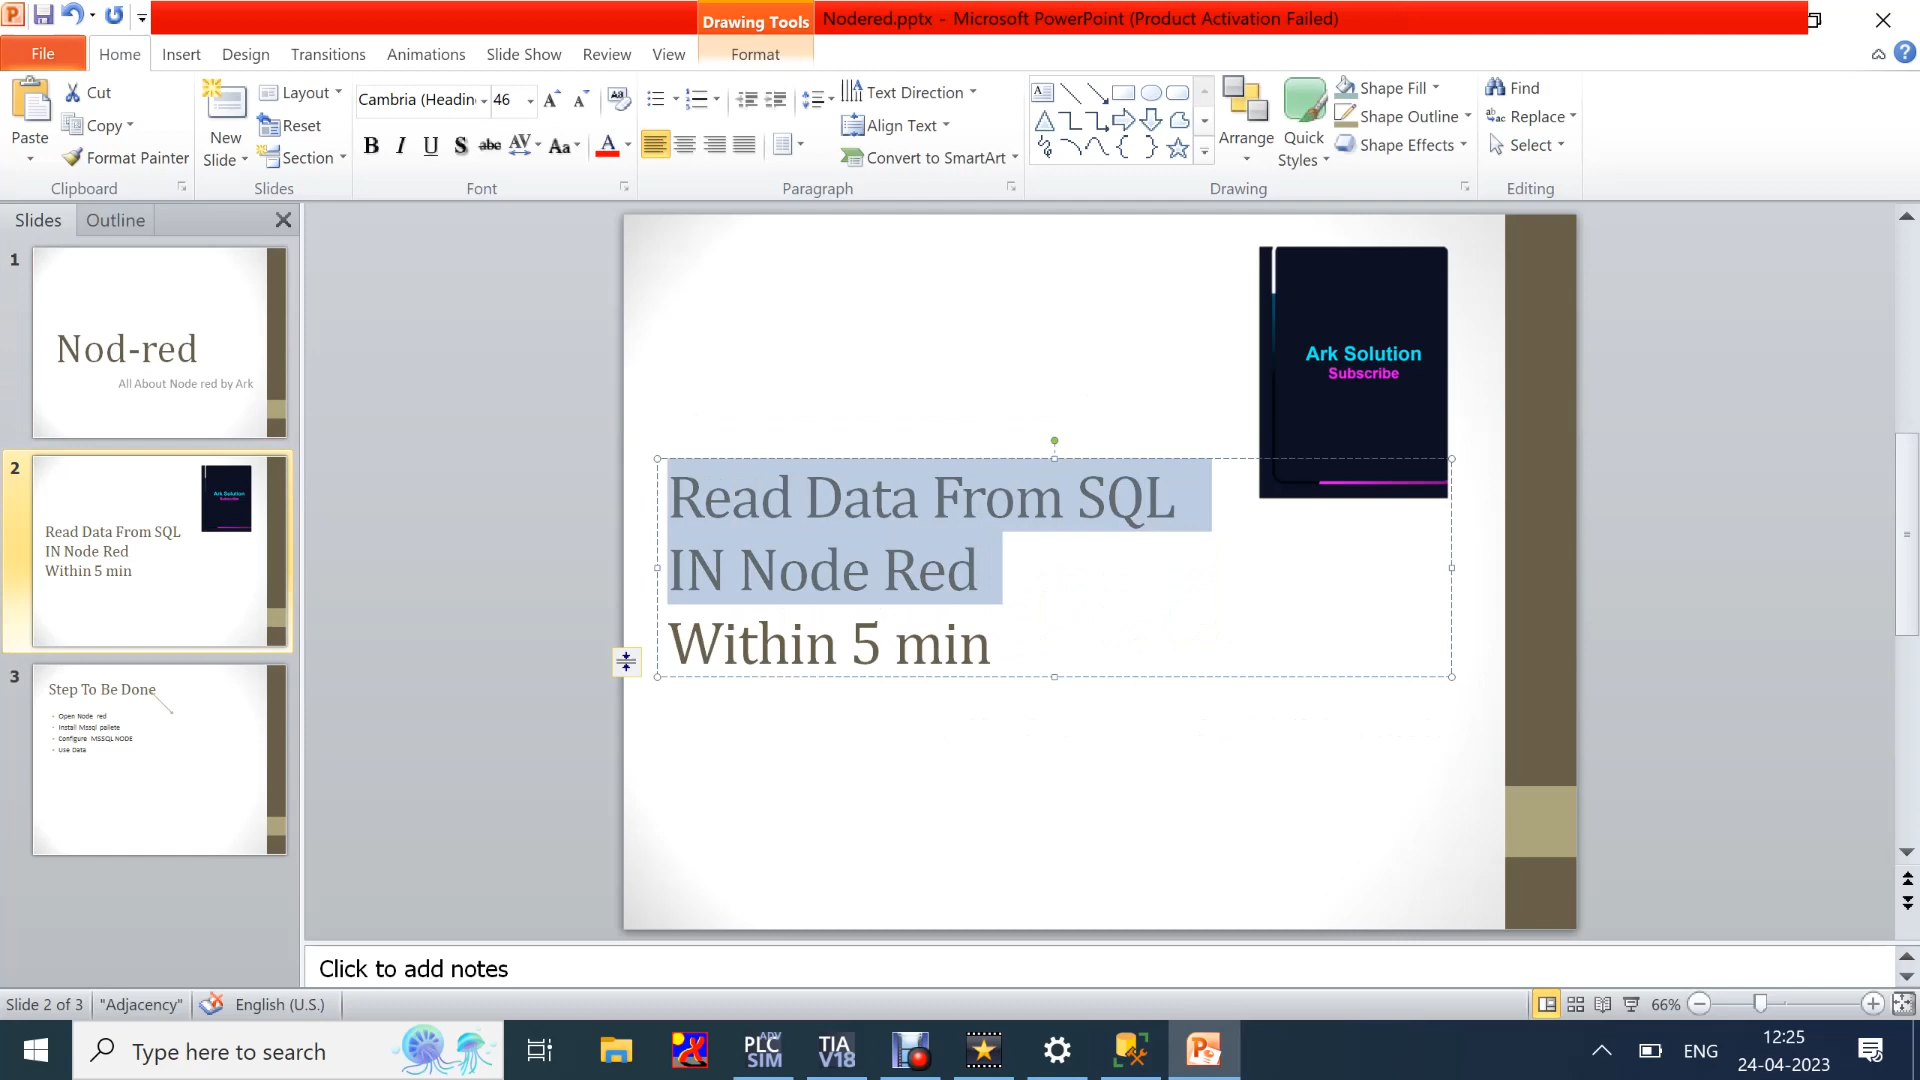 Drawing Tools
Nodered.pptx - Microsoft PowerPoint (Product Activation Failed)
File Home Insert Design Transitions Animations Slide Show Review View Format
Paste
Cut
Copy
Format Painter
Clipboard
New Slide
Layout
Reset
Section
Slides
Cambria (Headin 46
B I U S abc AV Aa A
Font
Text Direction
Align Text
Convert to SmartArt
Paragraph
Arrange
Quick Styles
Shape Fill
Shape Outline
Shape Effects
Drawing
Find
Replace
Select
Editing
Slides Outline
1
Nod-red
All About Node red by Ark
2
Ark Solution
Subscribe
Read Data From SQL
IN Node Red
Within 5 min
3
Step To Be Done
Open Node red
Install Mssql pallete
Configure MSSQL NODE
Use Data
Ark Solution
Subscribe
Read Data From SQL
IN Node Red
Within 5 min
Click to add notes
Slide 2 of 3 "Adjacency" English (U.S.) 66%
Type here to search
PLC SIM ADV
TIA V18
ENG
12:25
24-04-2023